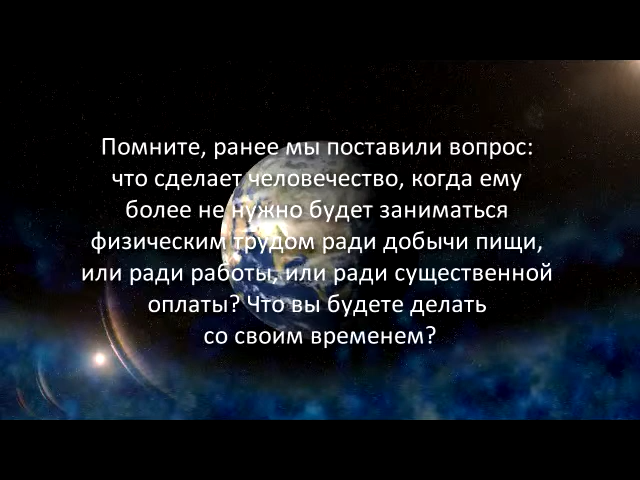 Помните, ранее мы поставили вопрос:
что сделает человечество, когда ему
более не нужно будет заниматься
физическим трудом ради добычи пищи,
или ради работы, или ради существенной
оплаты? Что вы будете делать
со своим временем?